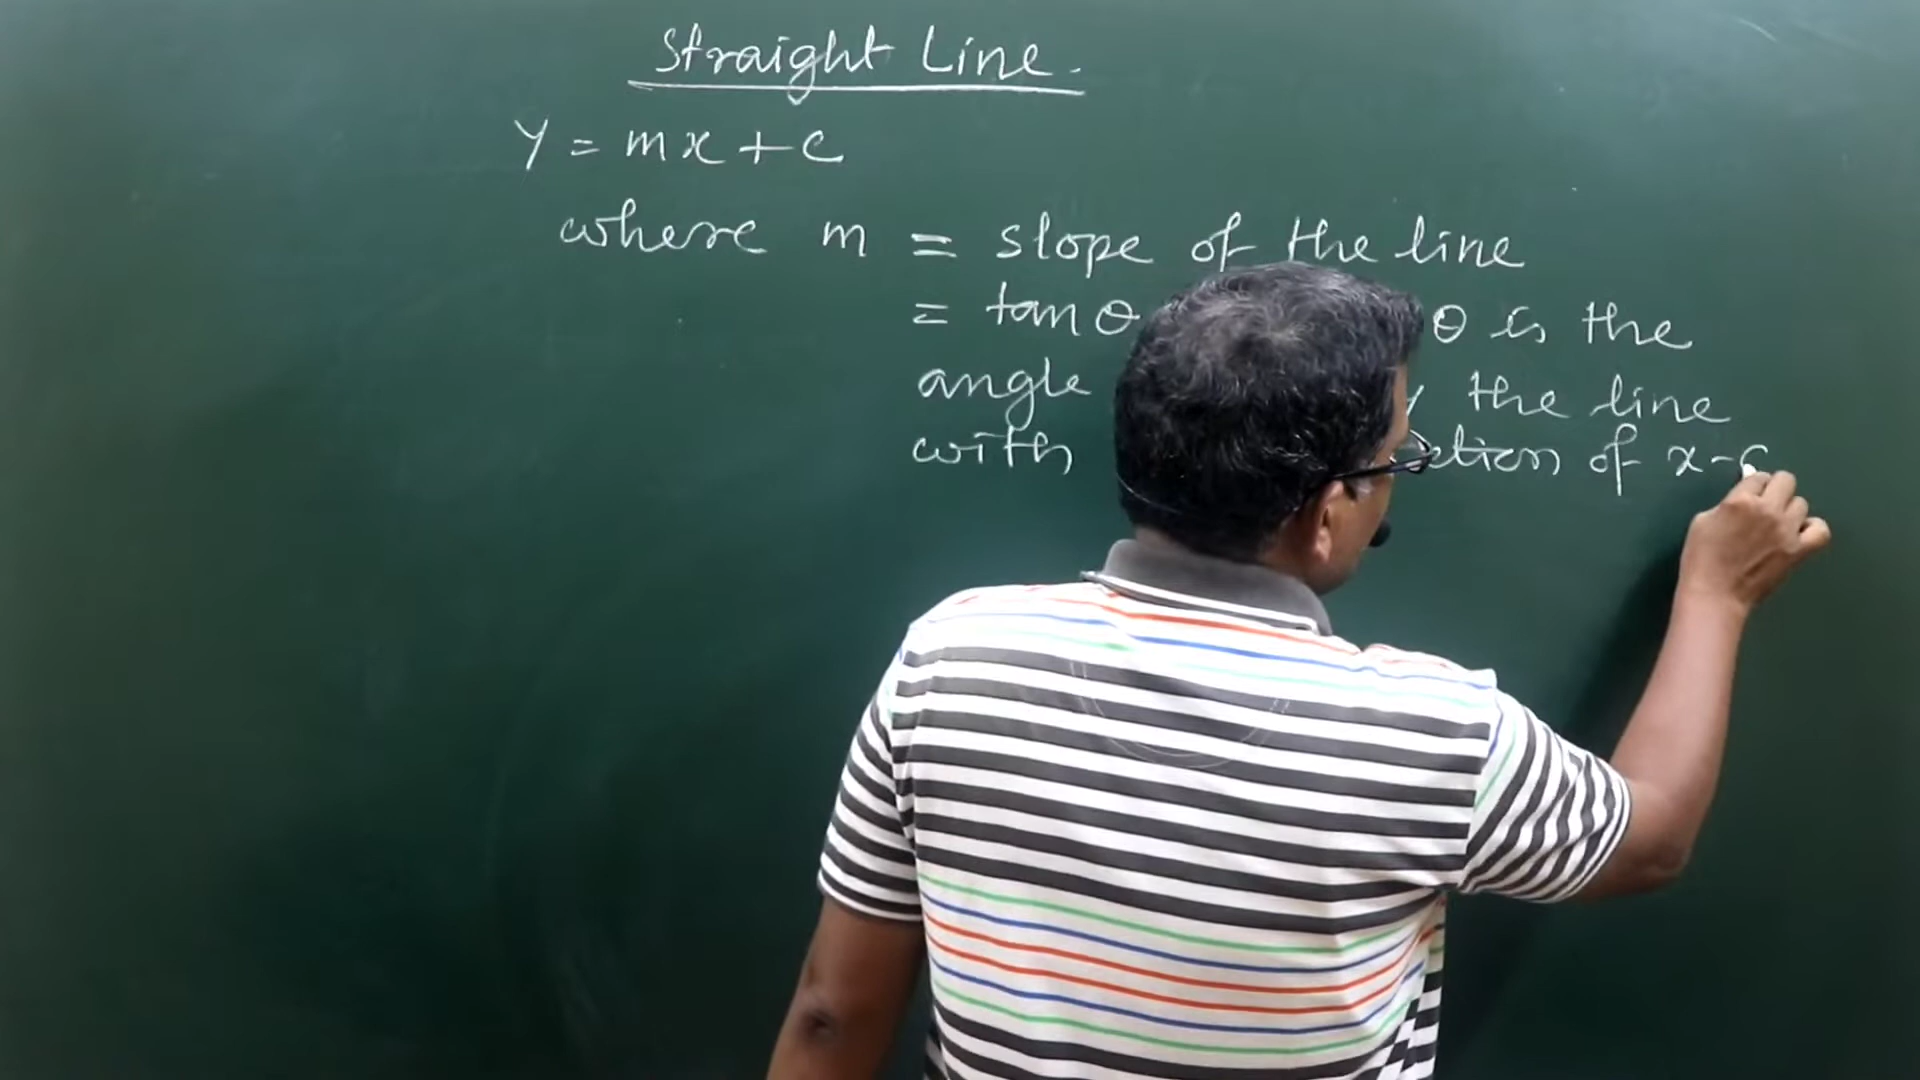 Straight Line.
Y = mx + c
where m = slope of the line
= tan θ θ is the
angle the line
with of x-